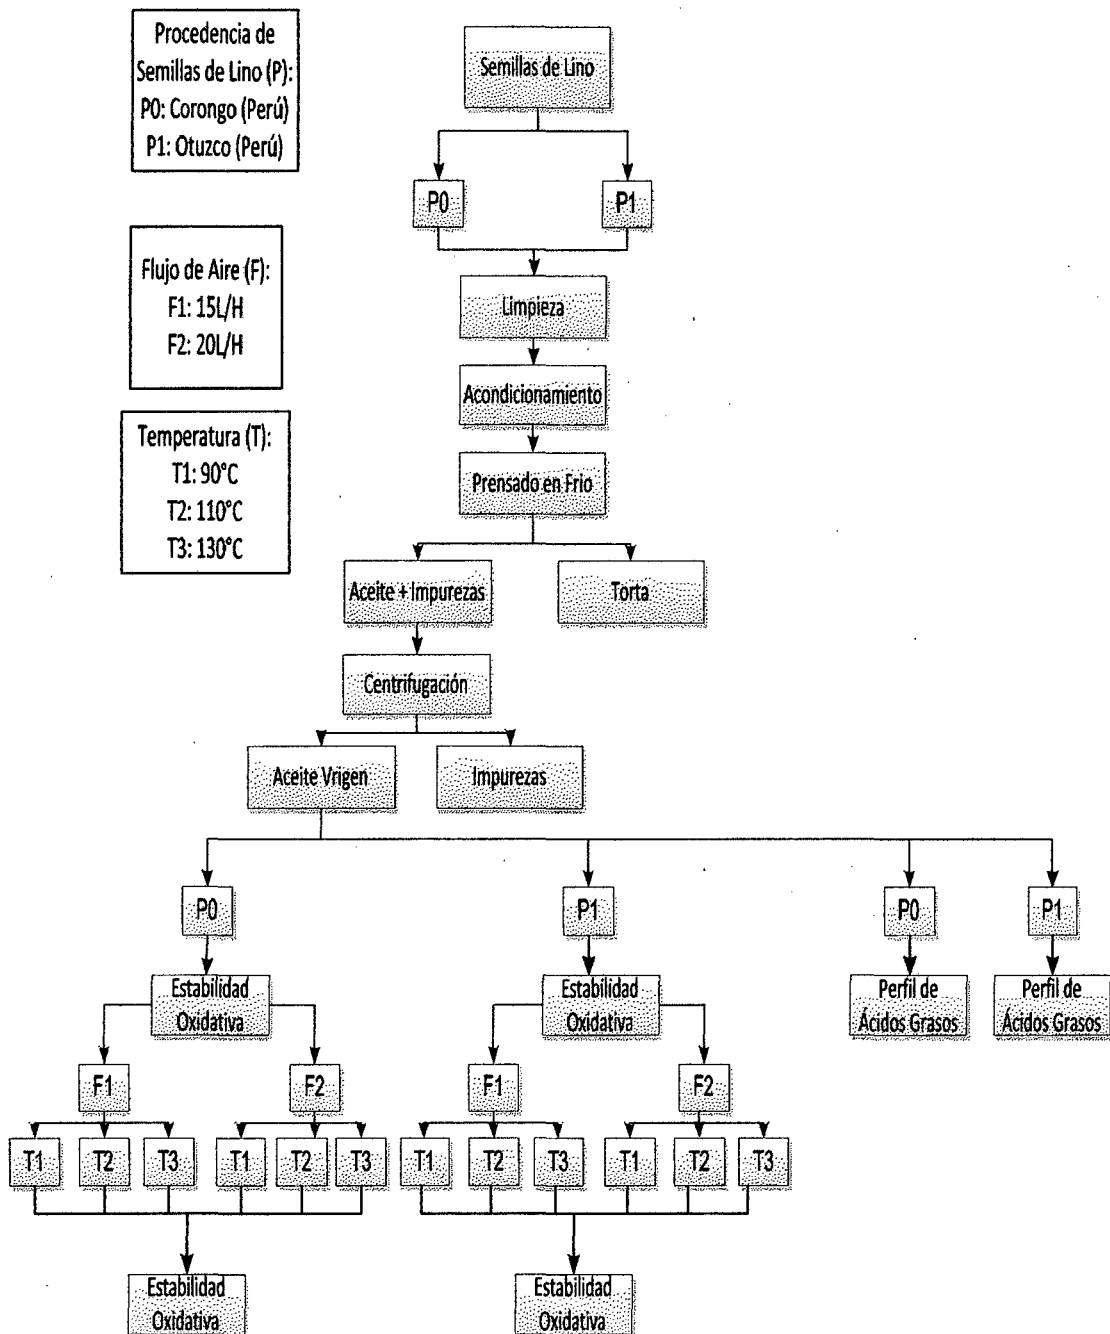 Procedencia de
Semillas de Lino (P):
P0: Corongo (Perú)
P1: Otuzco (Perú)
Semillas de Lino
P0
P1
Flujo de Aire (F):
F1: 15L/H
F2: 20L/H
Limpieza
Acondicionamiento
Temperatura (T):
T1: 90°C
T2: 110°C
T3: 130°C
Prensado en Frio
Aceite + Impurezas
Torta
Centrifugación
Aceite Vrigen
Impurezas
P0
P1
P0
P1
Estabilidad
Oxidativa
Estabilidad
Oxidativa
Perfil de
Ácidos Grasos
Perfil de
Ácidos Grasos
F1
F2
F1
F2
T1
T2
T3
T1
T2
T3
T1
T2
T3
T1
T2
T3
Estabilidad
Oxidativa
Estabilidad
Oxidativa